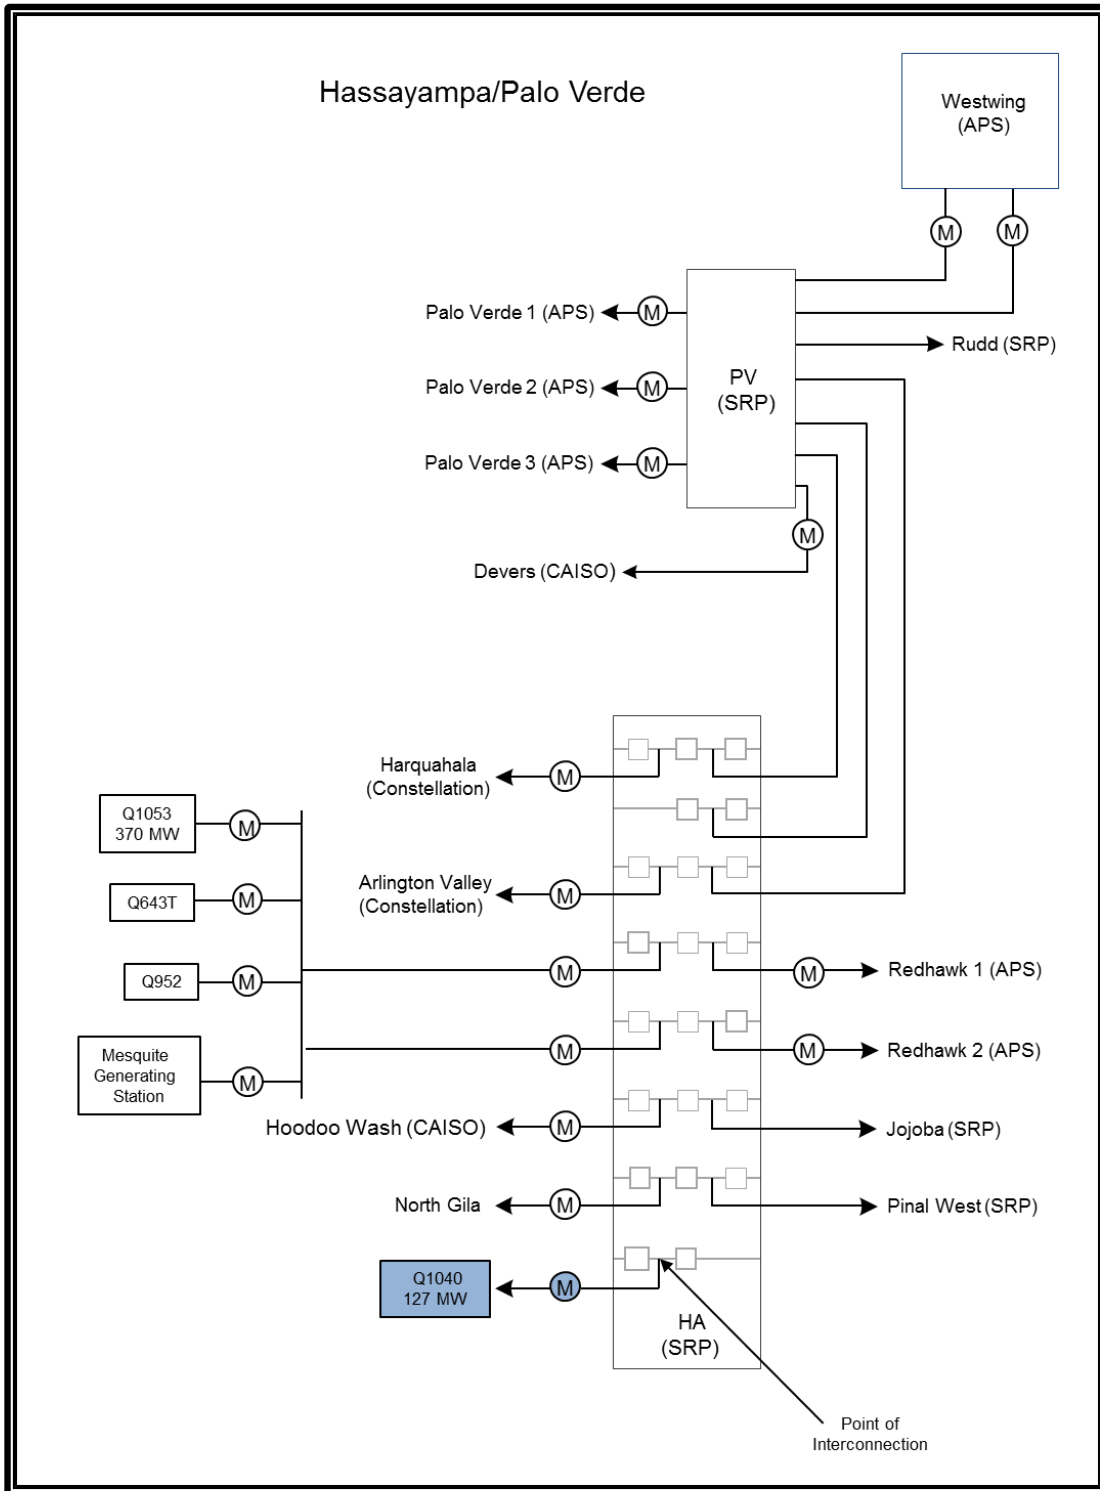 Hassayampa/Palo Verde
Westwing
(APS)
M
M
Palo Verde 1 (APS)
M
Rudd (SRP)
Palo Verde 2 (APS)
M
PV
(SRP)
Palo Verde 3 (APS)
M
M
Devers (CAISO)
Harquahala
(Constellation)
M
Q1053
370 MW
M
Arlington Valley
(Constellation)
M
Q643T
M
Q952
M
M
M
Redhawk 1 (APS)
Mesquite
Generating
Station
M
M
M
Redhawk 2 (APS)
Hoodoo Wash (CAISO)
M
Jojoba (SRP)
North Gila
M
Pinal West (SRP)
Q1040
127 MW
M
HA
(SRP)
Point of
Interconnection